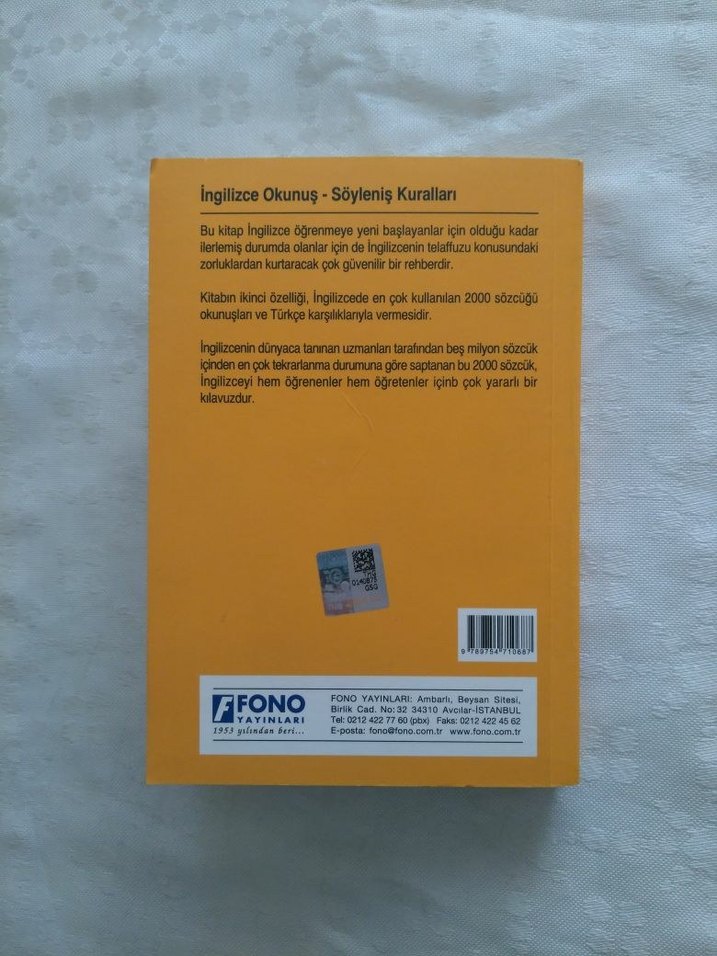 İngilizce Okunuş - Söyleniş Kuralları
Bu kitap İngilizce öğrenmeye yeni başlayanlar için olduğu kadar
ilerlemiş durumda olanlar için de İngilizcenin telaffuzu konusundaki
zorluklardan kurtaracak çok güvenilir bir rehberdir.
Kitabın ikinci özelliği, İngilizcede en çok kullanılan 2000 sözcüğü
okunuşları ve Türkçe karşılıklarıyla vermesidir.
İngilizcenin dünyaca tanınan uzmanları tarafından beş milyon sözcük
içinden en çok tekrarlanma durumuna göre saptanan bu 2000 sözcük,
İngilizceyi hem öğrenenler hem öğretenler içinb çok yararlı bir
kılavuzdur.
9 789754 710667
FONO
YAYINLARI
1953 yılından beri...
FONO YAYINLARI: Ambarlı, Beysan Sitesi,
Birlik Cad. No: 32 34310 Avcılar-İSTANBUL
Tel: 0212 422 77 60 (pbx) Faks: 0212 422 45 62
E-posta: fono@fono.com.tr www.fono.com.tr